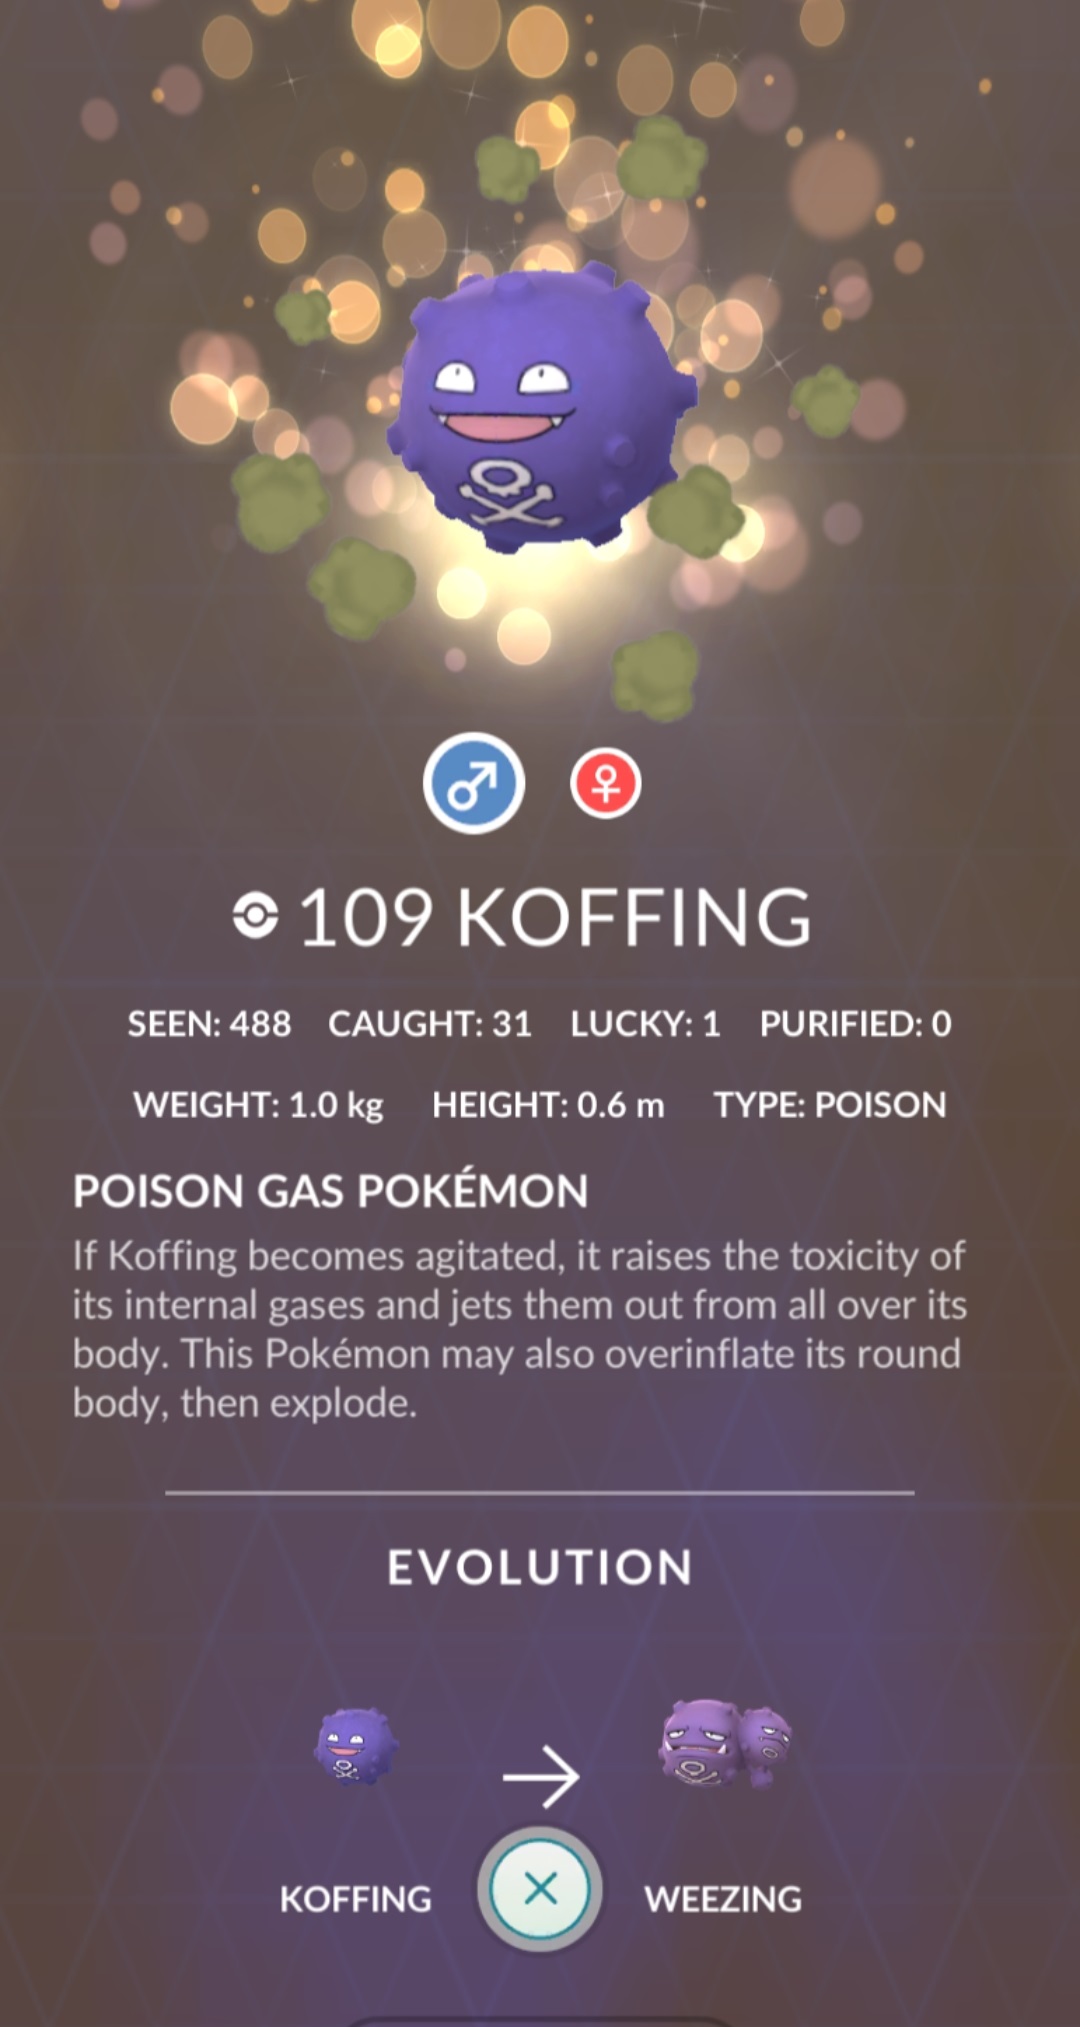 109 KOFFING
SEEN: 488 CAUGHT: 31 LUCKY: 1 PURIFIED: 0
WEIGHT: 1.0 kg HEIGHT: 0.6 m TYPE: POISON
POISON GAS POKÉMON
If Koffing becomes agitated, it raises the toxicity of
its internal gases and jets them out from all over its
body. This Pokémon may also overinflate its round
body, then explode.
EVOLUTION
KOFFING WEEZING